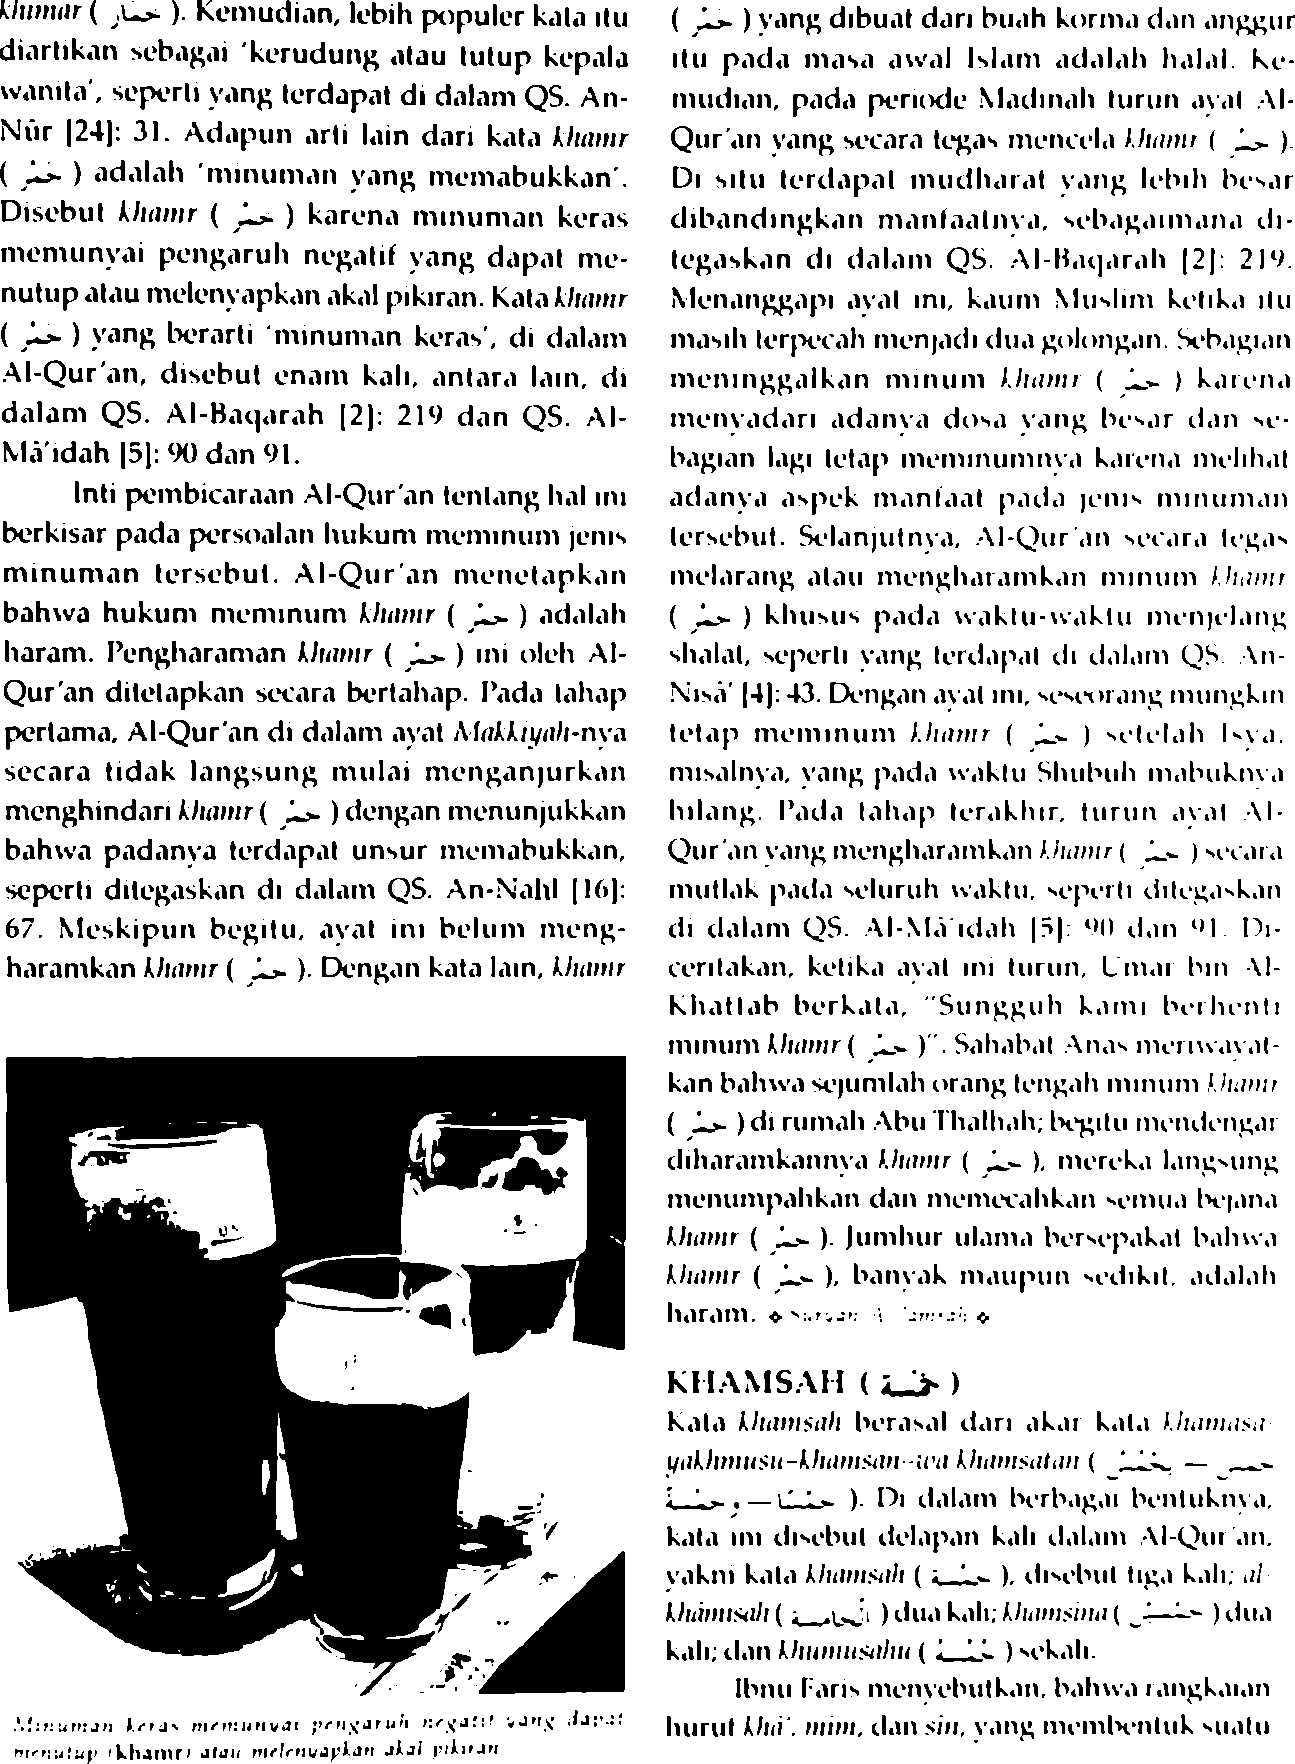 khimar ( خمار ). Kemudian, lebih populer kata itu
diartikan sebagai 'kerudung atau tutup kepala
wanita', seperti yang terdapat di dalam QS. An-
Nûr [24]: 31. Adapun arti lain dari kata khamr
( خمر ) adalah 'minuman yang memabukkan'.
Disebut khamr ( خمر ) karena minuman keras
memunyai pengaruh negatif yang dapat me-
nutup atau melenyapkan akal pikiran. Kata khamr
( خمر ) yang berarti 'minuman keras', di dalam
Al-Qur'an, disebut enam kali, antara lain, di
dalam QS. Al-Baqarah [2]: 219 dan QS. Al-
Mâ'idah [5]: 90 dan 91.
Inti pembicaraan Al-Qur'an tentang hal ini
berkisar pada persoalan hukum meminum jenis
minuman tersebut. Al-Qur'an menetapkan
bahwa hukum meminum khamr ( خمر ) adalah
haram. Pengharaman khamr ( خمر ) ini oleh Al-
Qur'an ditetapkan secara bertahap. Pada tahap
pertama, Al-Qur'an di dalam ayat Makkiyah-nya
secara tidak langsung mulai menganjurkan
menghindari khamr ( خمر ) dengan menunjukkan
bahwa padanya terdapat unsur memabukkan,
seperti ditegaskan di dalam QS. An-Nahl [16]:
67. Meskipun begitu, ayat ini belum meng-
haramkan khamr ( خمر ). Dengan kata lain, khamr
Minuman keras memunyai pengaruh negatif yang dapat
menutup (khamr) atau melenyapkan akal pikiran
( خمر ) yang dibuat dari buah korma dan anggur
itu pada masa awal Islam adalah halal. Ke-
mudian, pada periode Madinah turun ayat Al-
Qur'an yang secara tegas mencela khamr ( خمر ).
Di situ terdapat mudharat yang lebih besar
dibandingkan manfaatnya, sebagaimana di-
tegaskan di dalam QS. Al-Baqarah [2]: 219.
Menanggapi ayat ini, kaum Muslim ketika itu
masih terpecah menjadi dua golongan. Sebagian
meninggalkan minum khamr ( خمر ) karena
menyadari adanya dosa yang besar dan se-
bagian lagi tetap meminumnya karena melihat
adanya aspek manfaat pada jenis minuman
tersebut. Selanjutnya, Al-Qur'an secara tegas
melarang atau mengharamkan minum khamr
( خمر ) khusus pada waktu-waktu menjelang
shalat, seperti yang terdapat di dalam QS. An-
Nisâ' [4]: 43. Dengan ayat ini, seseorang mungkin
tetap meminum khamr ( خمر ) setelah Isya,
misalnya, yang pada waktu Shubuh mabuknya
hilang. Pada tahap terakhir, turun ayat Al-
Qur'an yang mengharamkan khamr ( خمر ) secara
mutlak pada seluruh waktu, seperti ditegaskan
di dalam QS. Al-Mâ'idah [5]: 90 dan 91. Di-
ceritakan, ketika ayat ini turun, Umar bin Al-
Khattab berkata, "Sungguh kami berhenti
minum khamr ( خمر )". Sahabat Anas meriwayat-
kan bahwa sejumlah orang tengah minum khamr
( خمر ) di rumah Abu Thalhah; begitu mendengar
diharamkannya khamr ( خمر ), mereka langsung
menumpahkan dan memecahkan semua bejana
khamr ( خمر ). Jumhur ulama bersepakat bahwa
khamr ( خمر ), banyak maupun sedikit, adalah
haram.
KHAMSAH ( خمسة )
Kata khamsah berasal dari akar kata khamasa-
yakhmusu-khamsan-wa khamsatan ( خمس – يخمس
– خمسا – وخمسة ). Di dalam berbagai bentuknya,
kata ini disebut delapan kali dalam Al-Qur'an,
yakni kata khamsah ( خمسة ), disebut tiga kali; al-
khâmisah ( الخامسة ) dua kali; khamsîna ( خمسين ) dua
kali; dan khumusahu ( خمسه ) sekali.
Ibnu Faris menyebutkan, bahwa rangkaian
huruf khâ', mim, dan sin, yang membentuk suatu